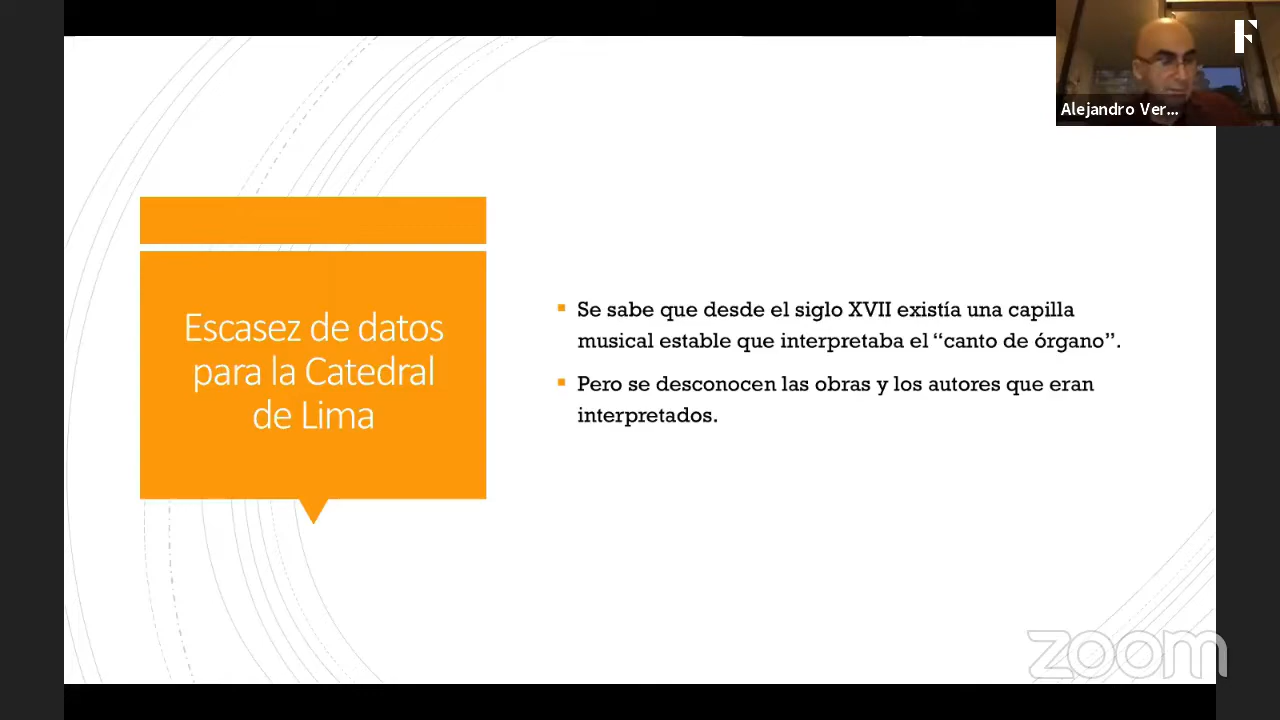 Alejandro Ver...
Escasez de datos
para la Catedral
de Lima
Se sabe que desde el siglo XVII existía una capilla
musical estable que interpretaba el “canto de órgano”.
Pero se desconocen las obras y los autores que eran
interpretados.
zoom